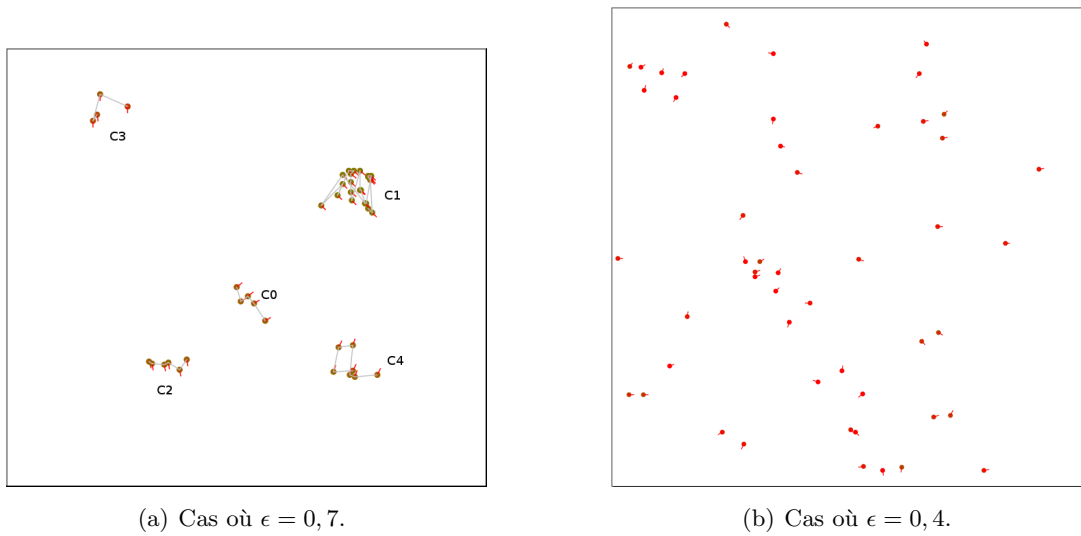 C3
C1
C0
C2
C4
(a) Cas où ϵ = 0, 7.
(b) Cas où ϵ = 0, 4.